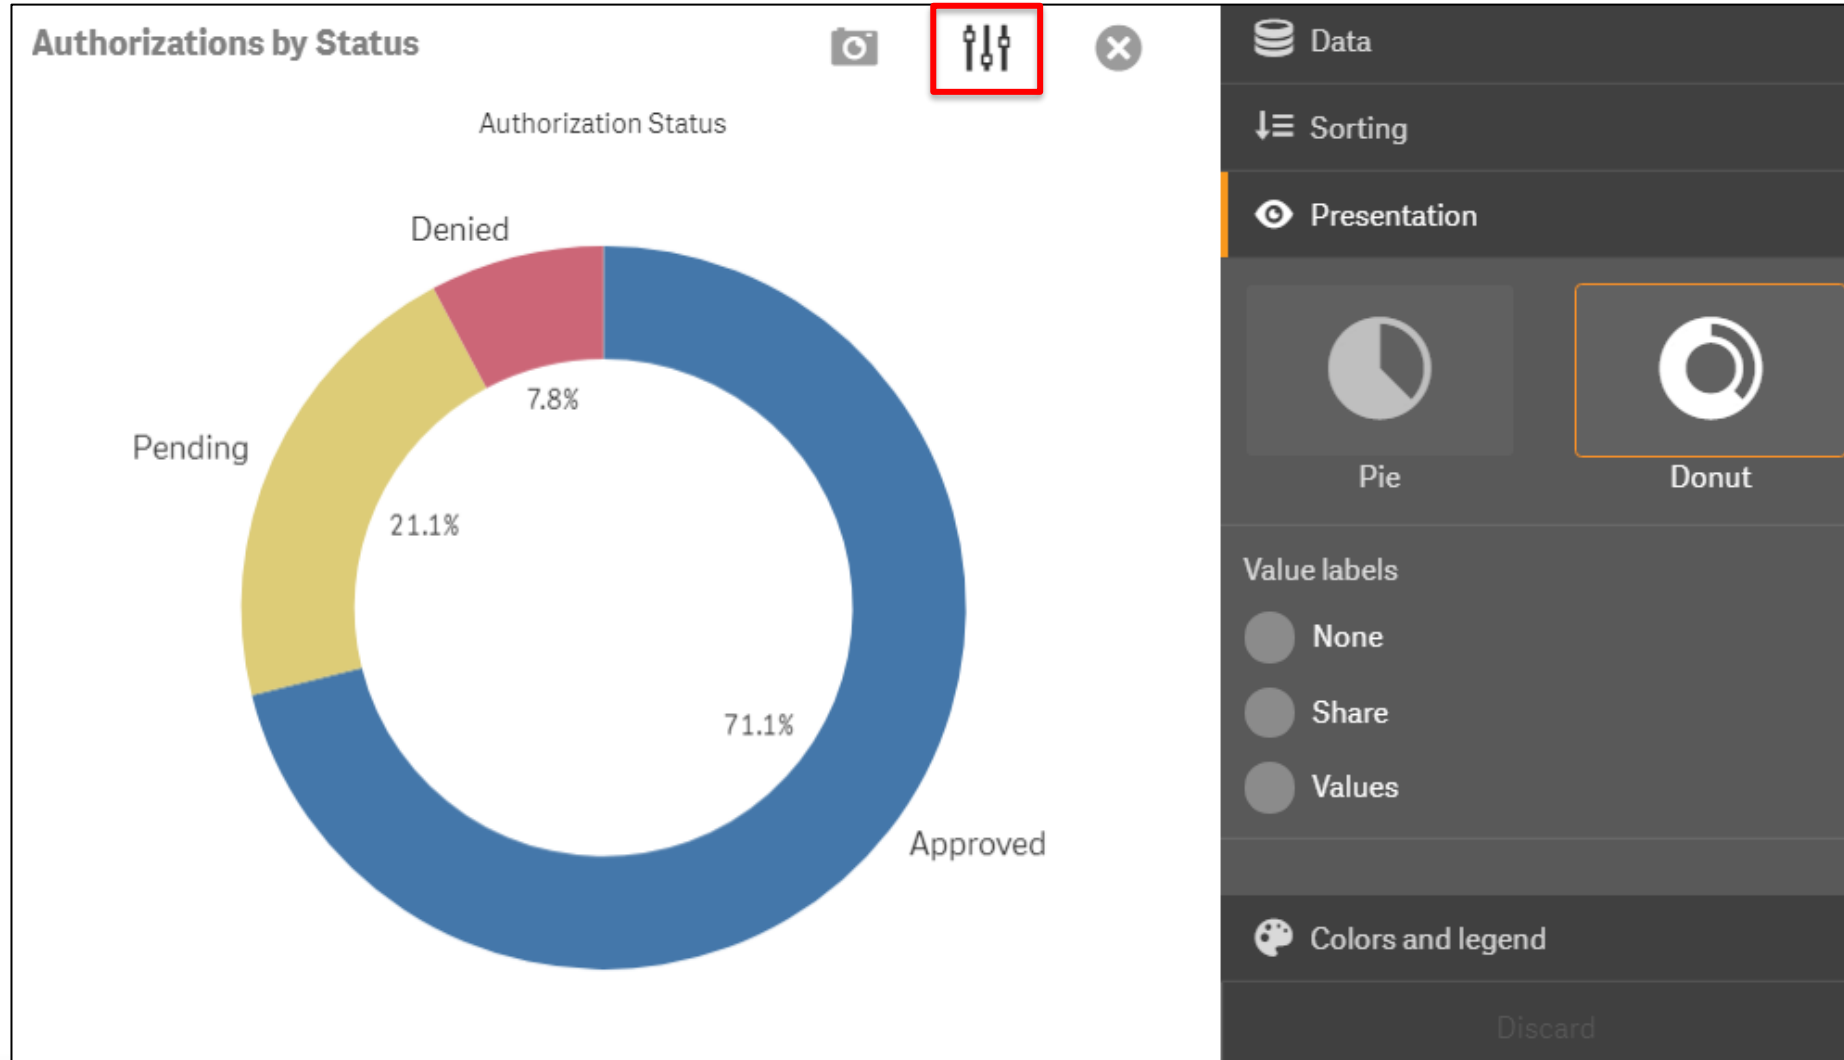 Authorizations by Status
Authorization Status
Denied
7.8%
Pending
21.1%
71.1%
Approved
Data
Sorting
Presentation
Pie
Donut
Value labels
None
Share
Values
Colors and legend
Discard